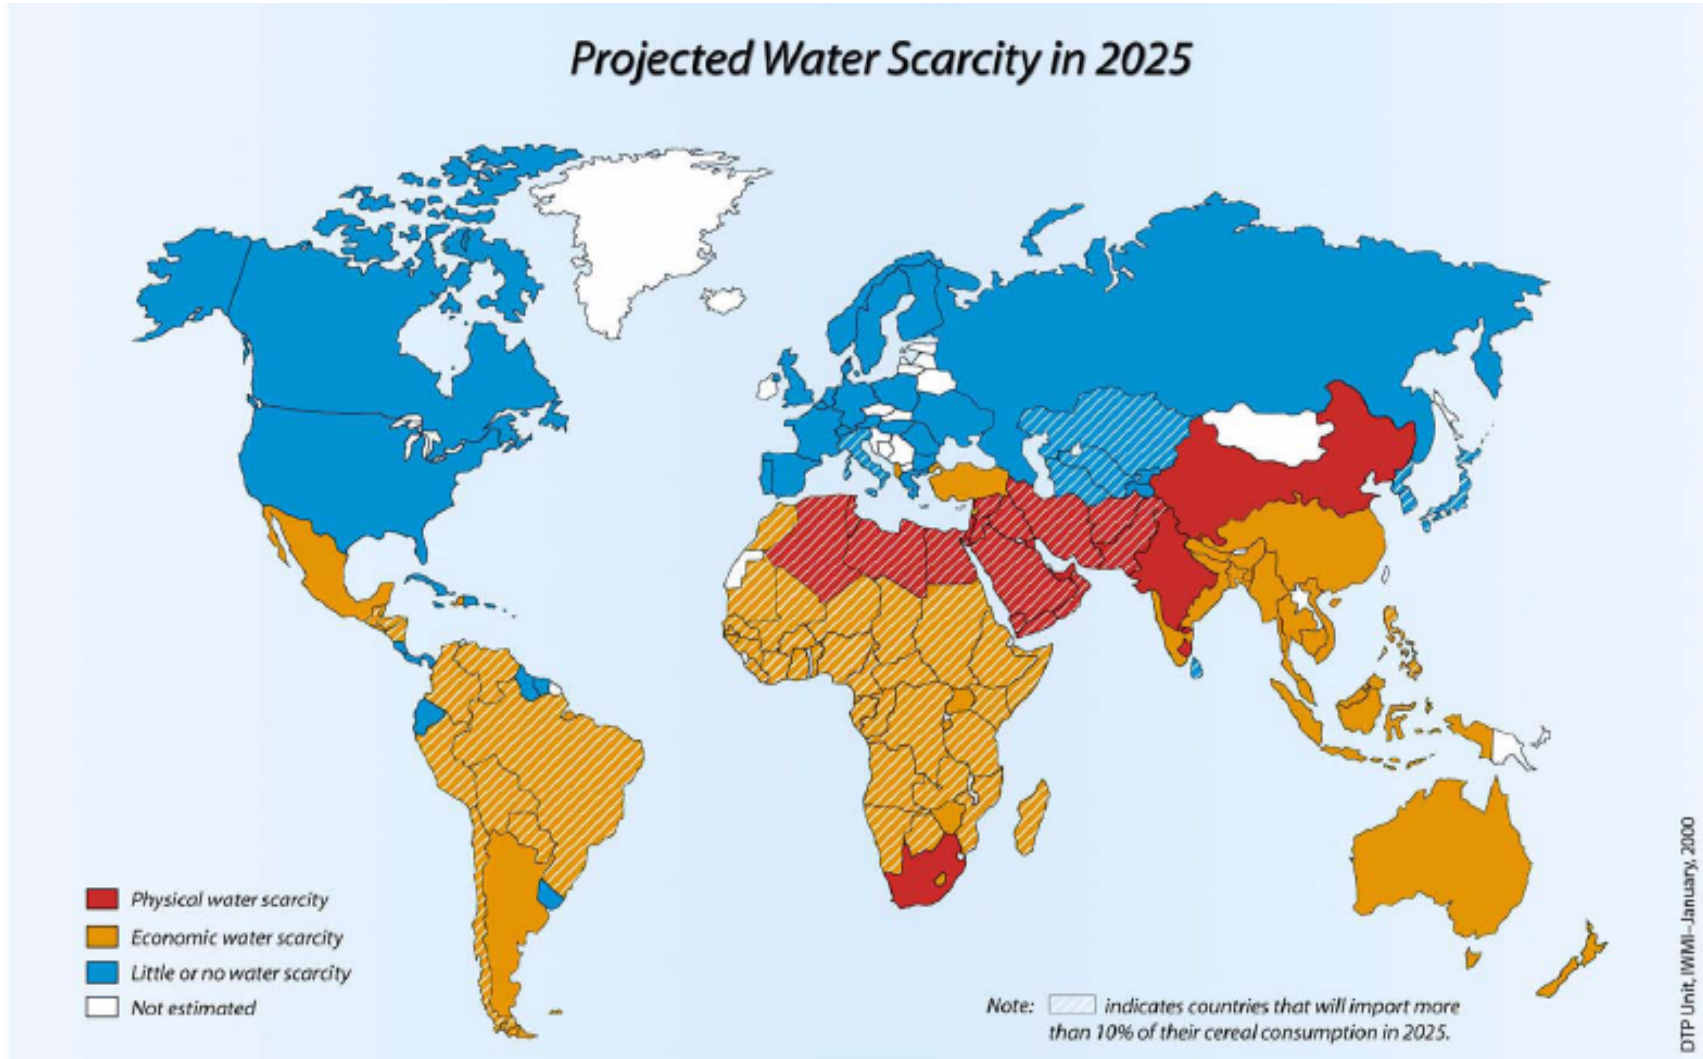 Projected Water Scarcity in 2025
Physical water scarcity
Economic water scarcity
Little or no water scarcity
Not estimated
Note: indicates countries that will import more
than 10% of their cereal consumption in 2025.
DTP Unit, IWMI–January, 2000